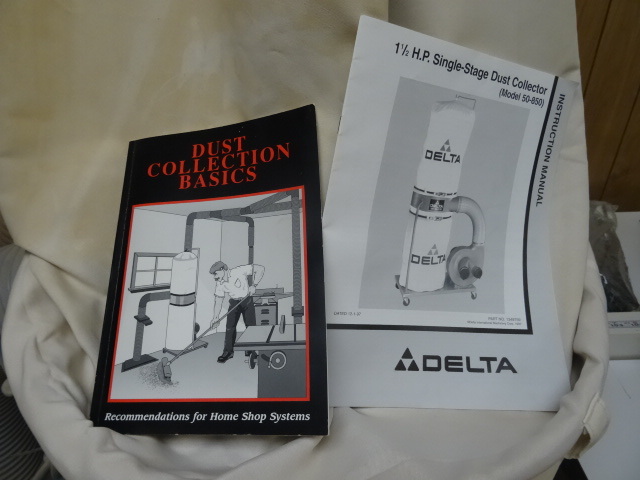 DUST
COLLECTION
BASICS
Recommendations for Home Shop Systems
1½ H.P. Single-Stage Dust Collector
(Model 50-850)
INSTRUCTION MANUAL
DELTA
DELTA
DELTA